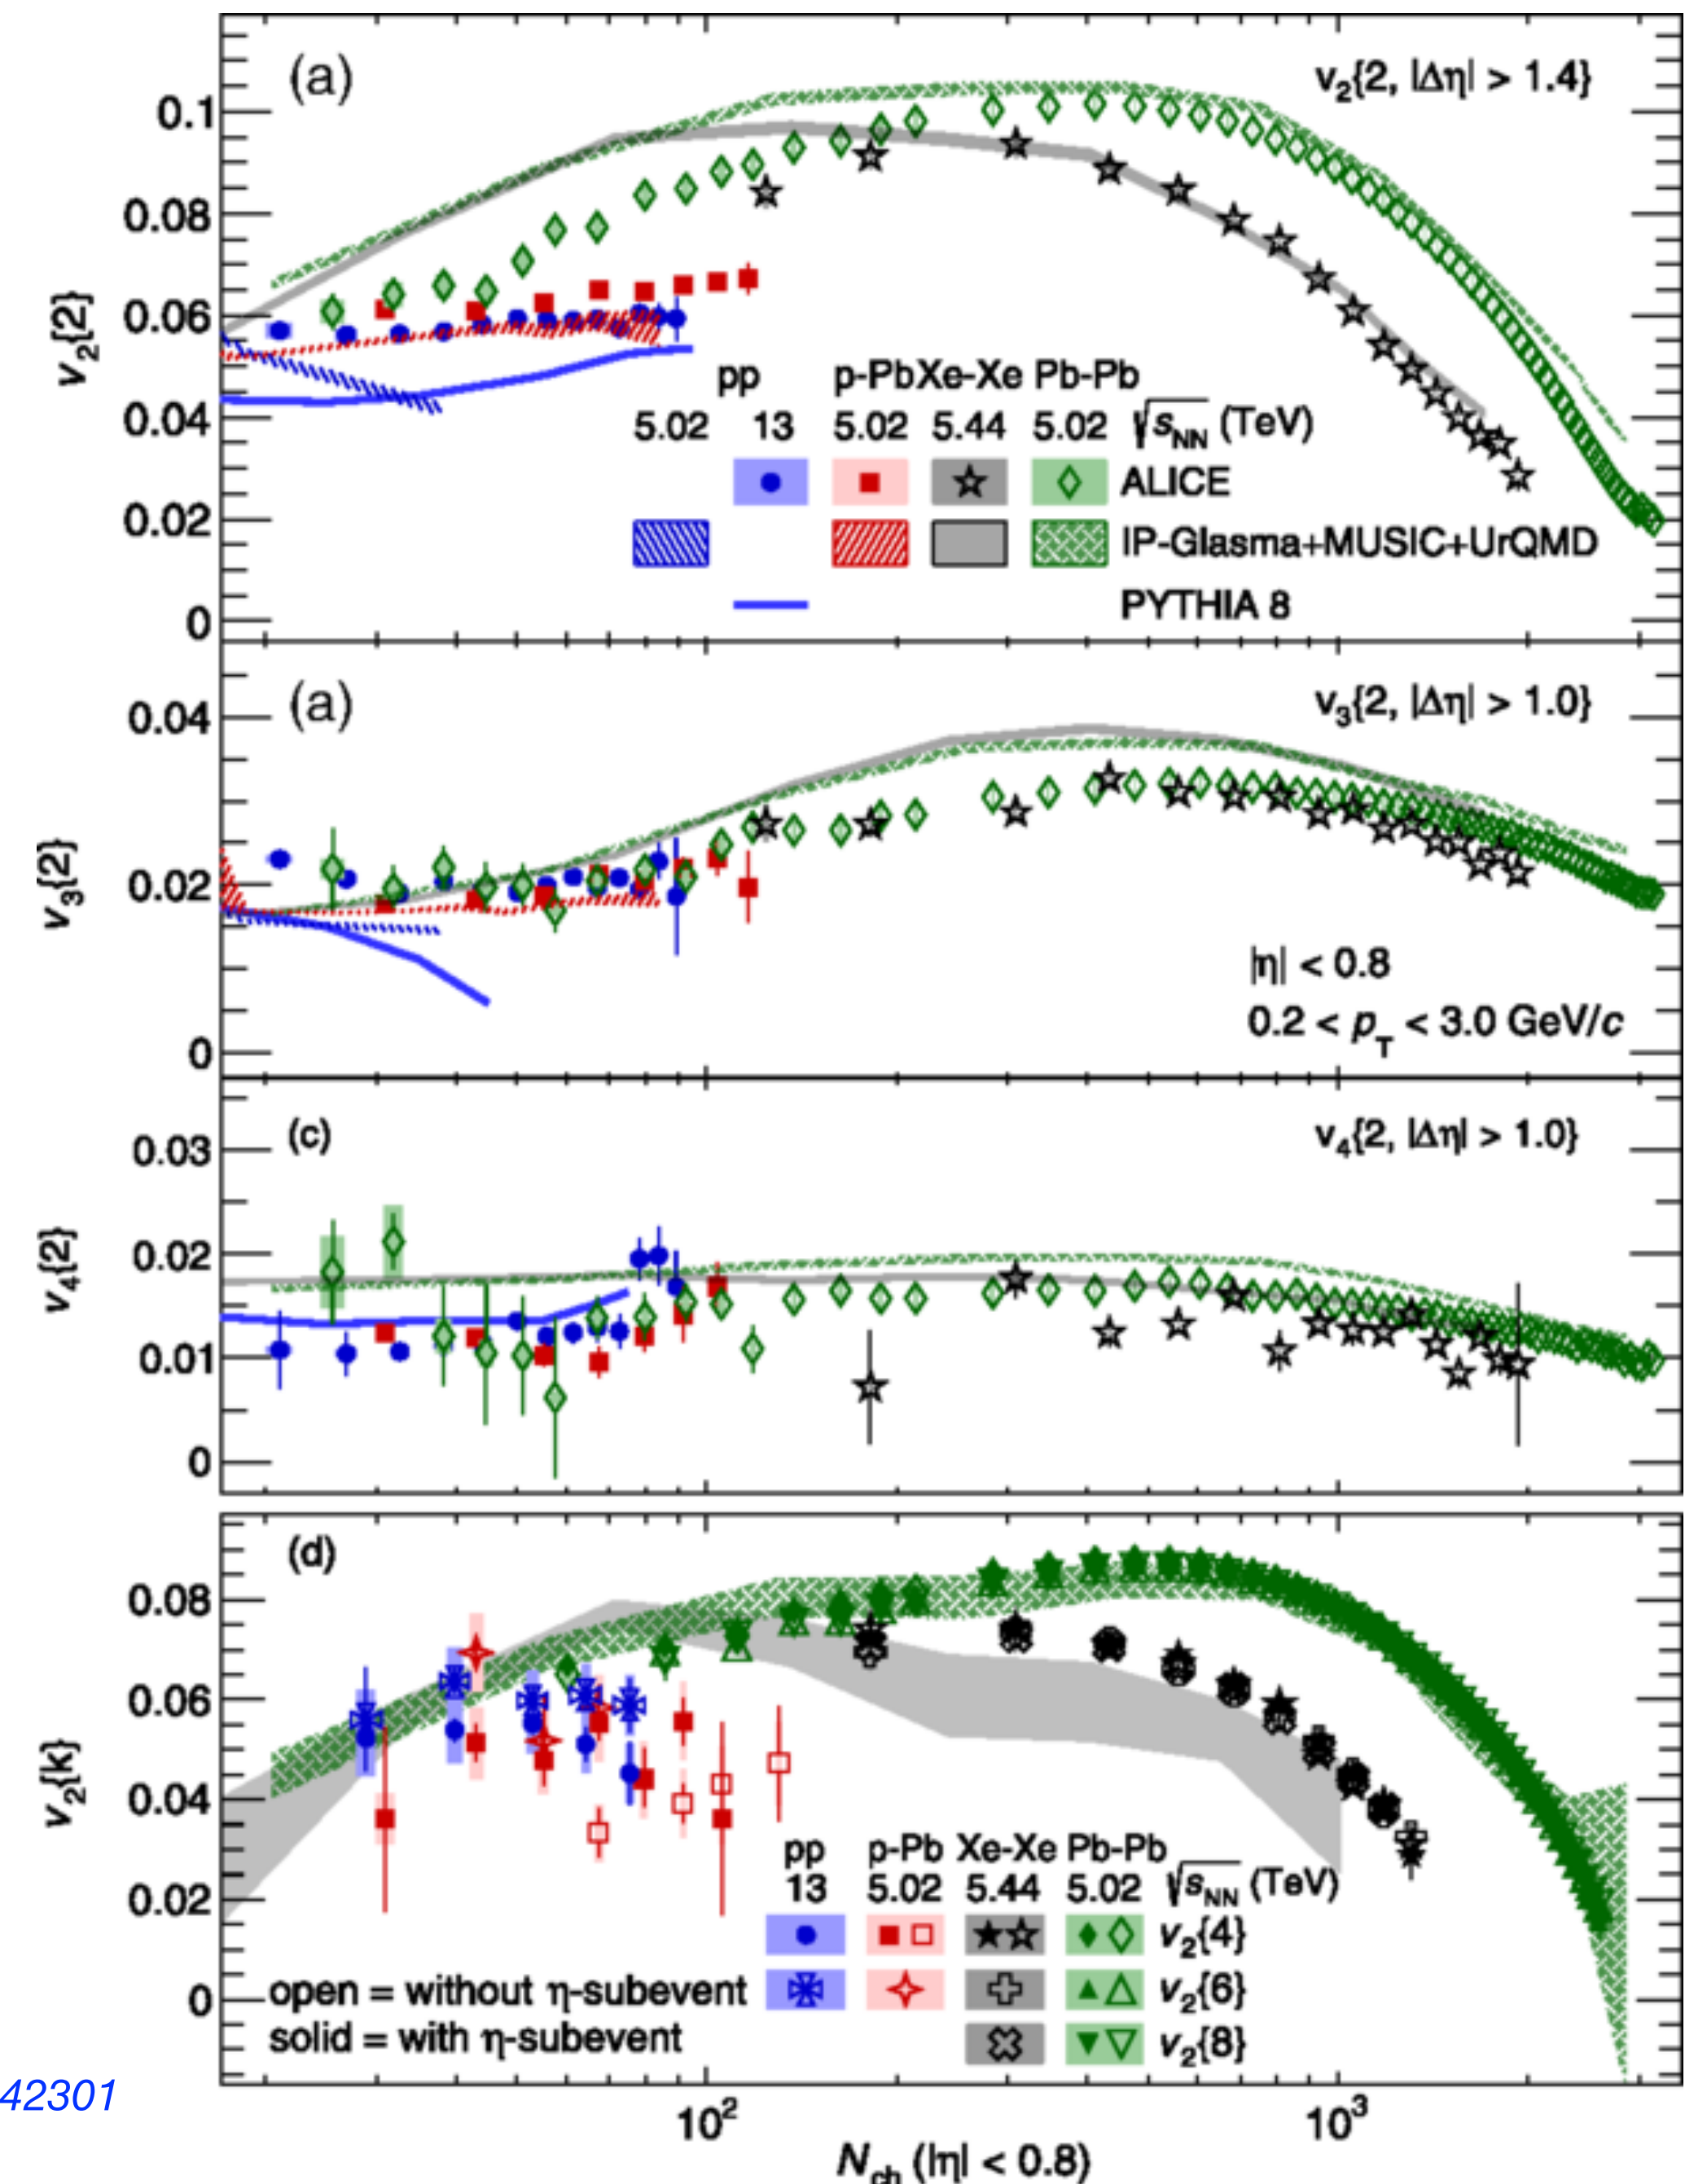 (a)
v₂{2, |Δη| > 1.4}
0.1
0.08
0.06
0.04
0.02
0
v₂{2}
pp p-Pb Xe-Xe Pb-Pb
5.02 13 5.02 5.44 5.02 √sNN (TeV)
ALICE
IP-Glasma+MUSIC+UrQMD
PYTHIA 8
(a)
v₃{2, |Δη| > 1.0}
0.04
0.02
0
v₃{2}
|η| < 0.8
0.2 < pT < 3.0 GeV/c
(c)
v₄{2, |Δη| > 1.0}
0.03
0.02
0.01
0
v₄{2}
(d)
0.08
0.06
0.04
0.02
0
v₂{k}
pp p-Pb Xe-Xe Pb-Pb
13 5.02 5.44 5.02 √sNN (TeV)
v₂{4}
open = without η-subevent
v₂{6}
solid = with η-subevent
v₂{8}
42301
10² 10³
Nch (|η| < 0.8)